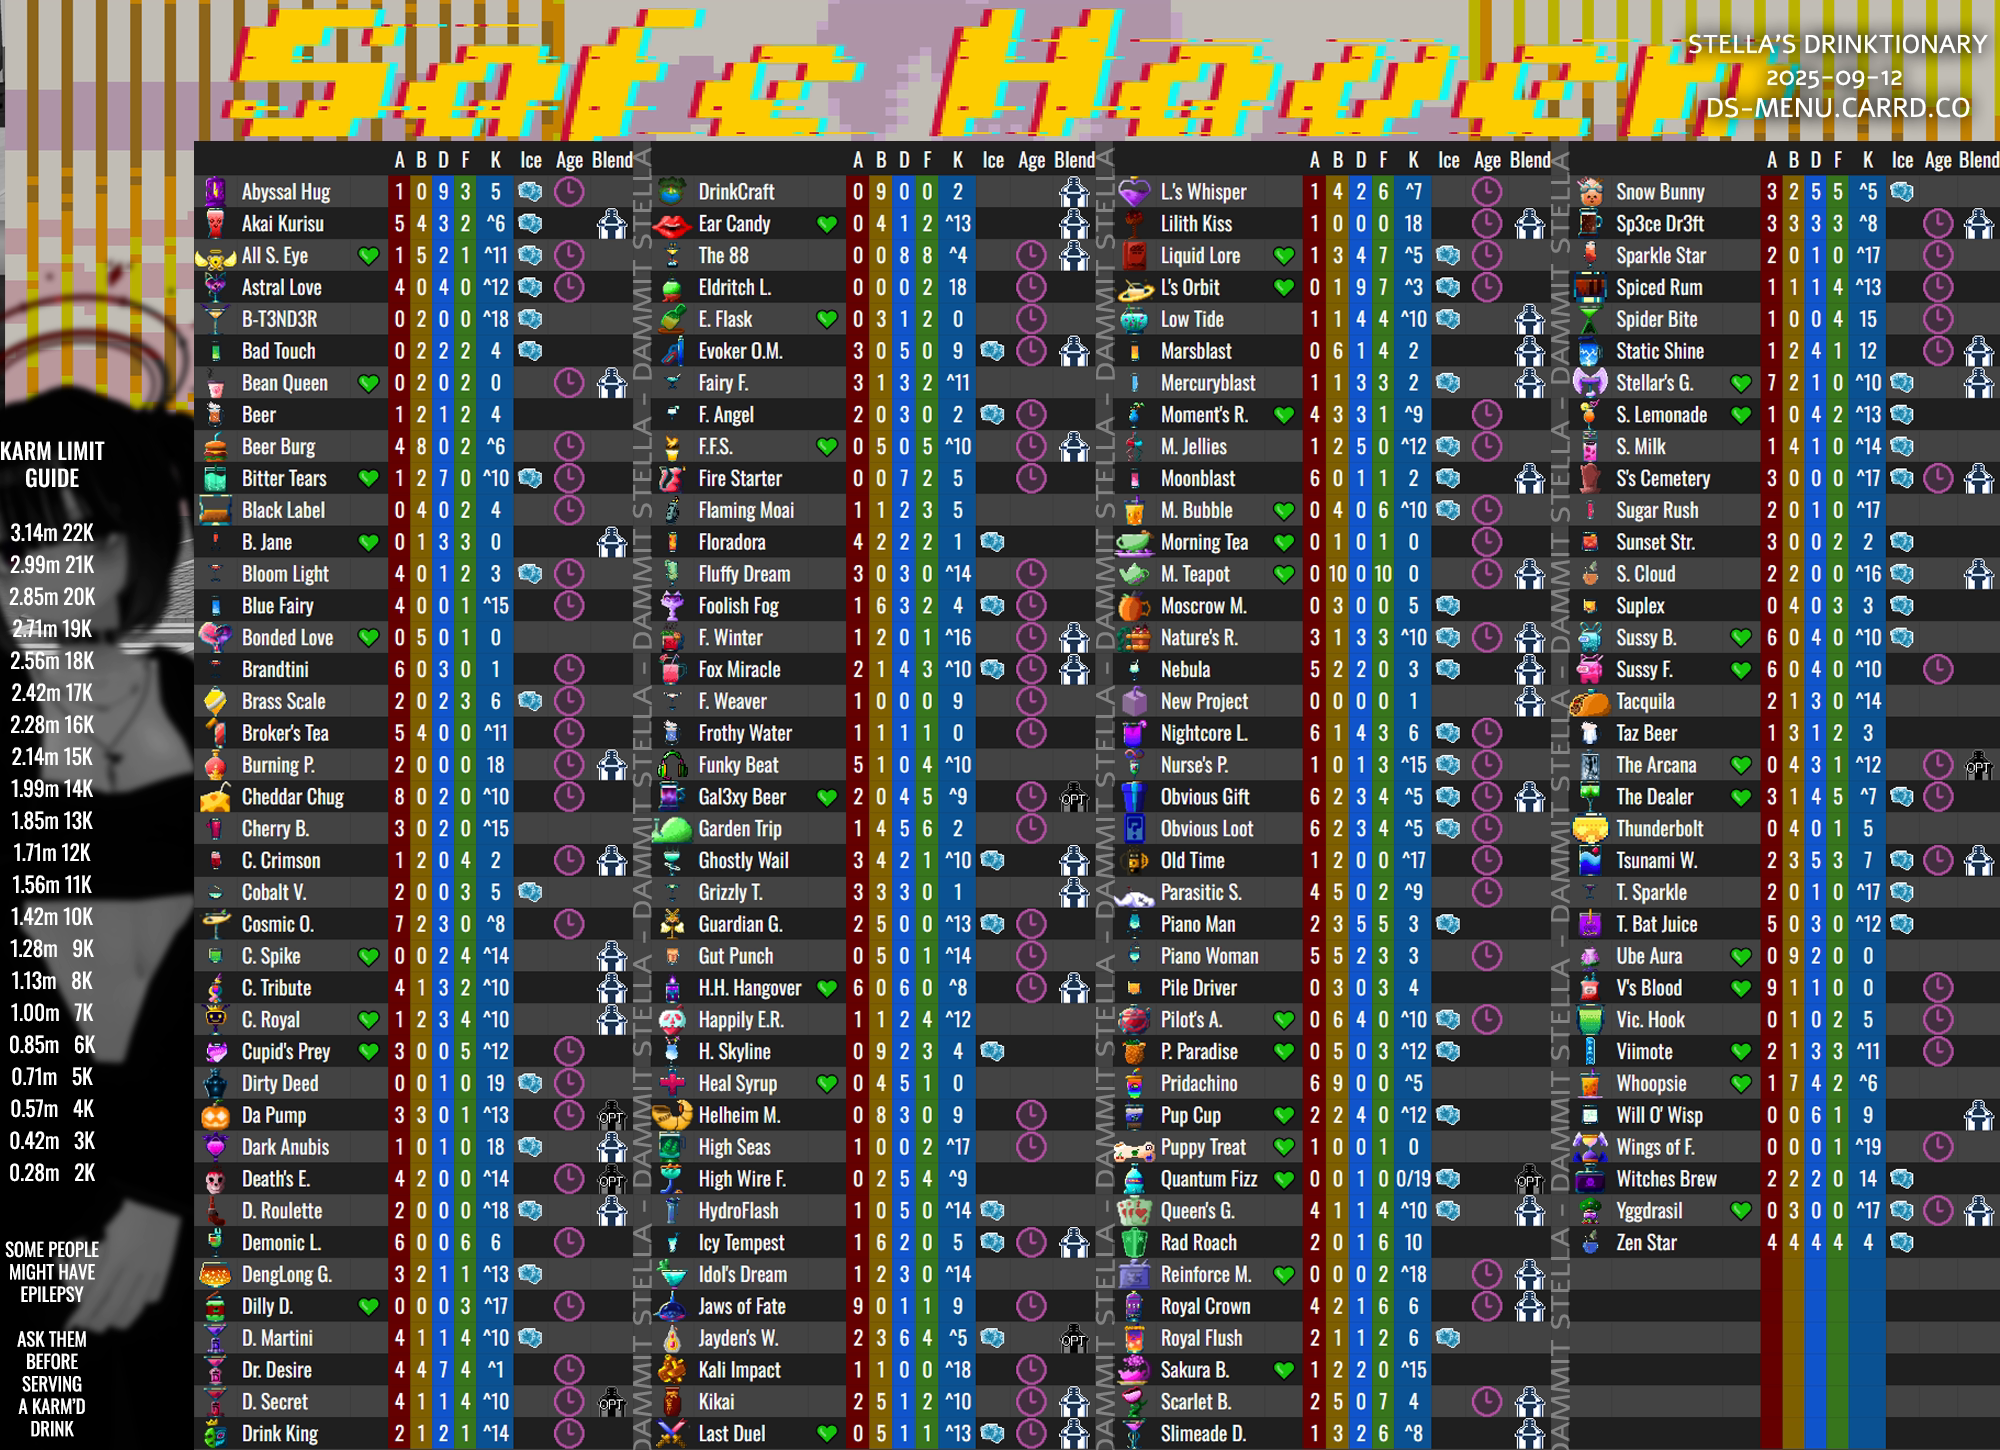 Safe Haven
STELLA'S DRINKTIONARY
2025-09-12
DS-MENU.CARRD.CO
KARM LIMIT
GUIDE
3.14m 22K
2.99m 21K
2.85m 20K
2.71m 19K
2.56m 18K
2.42m 17K
2.28m 16K
2.14m 15K
1.99m 14K
1.85m 13K
1.71m 12K
1.56m 11K
1.42m 10K
1.28m 9K
1.13m 8K
1.00m 7K
0.85m 6K
0.71m 5K
0.57m 4K
0.42m 3K
0.28m 2K
SOME PEOPLE
MIGHT HAVE
EPILEPSY
ASK THEM
BEFORE
SERVING
A KARM'D
DRINK
A B D F K Ice Age Blend
Abyssal Hug 1 0 9 3 5
Akai Kurisu 5 4 3 2 ^6
All S. Eye 1 5 2 1 ^11
Astral Love 4 0 4 0 ^12
B-T3ND3R 0 2 0 0 ^18
Bad Touch 0 2 2 2 4
Bean Queen 0 2 0 2 0
Beer 1 2 1 2 4
Beer Burg 4 8 0 2 ^6
Bitter Tears 1 2 7 0 ^10
Black Label 0 4 0 2 4
B. Jane 0 1 3 3 0
Bloom Light 4 0 1 2 3
Blue Fairy 4 0 0 1 ^15
Bonded Love 0 5 0 1 0
Brandtini 6 0 3 0 1
Brass Scale 2 0 2 3 6
Broker's Tea 5 4 0 0 ^11
Burning P. 2 0 0 0 18
Cheddar Chug 8 0 2 0 ^10
Cherry B. 3 0 2 0 ^15
C. Crimson 1 2 0 4 2
Cobalt V. 2 0 0 3 5
Cosmic O. 7 2 3 0 ^8
C. Spike 0 0 2 4 ^14
C. Tribute 4 1 3 2 ^10
C. Royal 1 2 3 4 ^10
Cupid's Prey 3 0 0 5 ^12
Dirty Deed 0 0 1 0 19
Da Pump 3 3 0 1 ^13 OPT
Dark Anubis 1 0 1 0 18
Death's E. 4 2 0 0 ^14 OPT
D. Roulette 2 0 0 0 ^18
Demonic L. 6 0 0 6 6
DengLong G. 3 2 1 1 ^13
Dilly D. 0 0 0 3 ^17
D. Martini 4 1 1 4 ^10
Dr. Desire 4 4 7 4 ^1
D. Secret 4 1 1 4 ^10 OPT
Drink King 2 1 2 1 ^14
DAMMIT STELLA - DAMMIT STELLA - DAMMIT STELLA - DAMMIT STELLA
A B D F K Ice Age Blend
DrinkCraft 0 9 0 0 2
Ear Candy 0 4 1 2 ^13
The 88 0 0 8 8 ^4
Eldritch L. 0 0 0 2 18
E. Flask 0 3 1 2 0
Evoker O.M. 3 0 5 0 9
Fairy F. 3 1 3 2 ^11
F. Angel 2 0 3 0 2
F.F.S. 0 5 0 5 ^10
Fire Starter 0 0 7 2 5
Flaming Moai 1 1 2 3 5
Floradora 4 2 2 2 1
Fluffy Dream 3 0 3 0 ^14
Foolish Fog 1 6 3 2 4
F. Winter 1 2 0 1 ^16
Fox Miracle 2 1 4 3 ^10
F. Weaver 1 0 0 0 9
Frothy Water 1 1 1 1 0
Funky Beat 5 1 0 4 ^10
Gal3xy Beer 2 0 4 5 ^9 OPT
Garden Trip 1 4 5 6 2
Ghostly Wail 3 4 2 1 ^10
Grizzly T. 3 3 3 0 1
Guardian G. 2 5 0 0 ^13
Gut Punch 0 5 0 1 ^14
H.H. Hangover 6 0 6 0 ^8
Happily E.R. 1 1 2 4 ^12
H. Skyline 0 9 2 3 4
Heal Syrup 0 4 5 1 0
Helheim M. 0 8 3 0 9
High Seas 1 0 0 2 ^17
High Wire F. 0 2 5 4 ^9
HydroFlash 1 0 5 0 ^14
Icy Tempest 1 6 2 0 5
Idol's Dream 1 2 3 0 ^14
Jaws of Fate 9 0 1 1 9
Jayden's W. 2 3 6 4 ^5 OPT
Kali Impact 1 1 0 0 ^18
Kikai 2 5 1 2 ^10
Last Duel 0 5 1 1 ^13
DAMMIT STELLA - DAMMIT STELLA - DAMMIT STELLA - DAMMIT STELLA
A B D F K Ice Age Blend
L.'s Whisper 1 4 2 6 ^7
Lilith Kiss 1 0 0 0 18
Liquid Lore 1 3 4 7 ^5
L's Orbit 0 1 9 7 ^3
Low Tide 1 1 4 4 ^10
Marsblast 0 6 1 4 2
Mercuryblast 1 1 3 3 2
Moment's R. 4 3 3 1 ^9
M. Jellies 1 2 5 0 ^12
Moonblast 6 0 1 1 2
M. Bubble 0 4 0 6 ^10
Morning Tea 0 1 0 1 0
M. Teapot 0 10 0 10 0
Moscrow M. 0 3 0 0 5
Nature's R. 3 1 3 3 ^10
Nebula 5 2 2 0 3
New Project 0 0 0 0 1
Nightcore L. 6 1 4 3 6
Nurse's P. 1 0 1 3 ^15
Obvious Gift 6 2 3 4 ^5
Obvious Loot 6 2 3 4 ^5
Old Time 1 2 0 0 ^17
Parasitic S. 4 5 0 2 ^9
Piano Man 2 3 5 5 3
Piano Woman 5 5 2 3 3
Pile Driver 0 3 0 3 4
Pilot's A. 0 6 4 0 ^10
P. Paradise 0 5 0 3 ^12
Pridachino 6 9 0 0 ^5
Pup Cup 2 2 4 0 ^12
Puppy Treat 1 0 0 1 0
Quantum Fizz 0 0 1 0 0/19 OPT
Queen's G. 4 1 1 4 ^10
Rad Roach 2 0 1 6 10
Reinforce M. 0 0 0 2 ^18
Royal Crown 4 2 1 6 6
Royal Flush 2 1 1 2 6
Sakura B. 1 2 2 0 ^15
Scarlet B. 2 5 0 7 4
Slimeade D. 1 3 2 6 ^8
DAMMIT STELLA - DAMMIT STELLA - DAMMIT STELLA - DAMMIT STELLA
A B D F K Ice Age Blend
Snow Bunny 3 2 5 5 ^5
Sp3ce Dr3ft 3 3 3 3 ^8
Sparkle Star 2 0 1 0 ^17
Spiced Rum 1 1 1 4 ^13
Spider Bite 1 0 0 4 15
Static Shine 1 2 4 1 12
Stellar's G. 7 2 1 0 ^10
S. Lemonade 1 0 4 2 ^13
S. Milk 1 4 1 0 ^14
S's Cemetery 3 0 0 0 ^17
Sugar Rush 2 0 1 0 ^17
Sunset Str. 3 0 0 2 2
S. Cloud 2 2 0 0 ^16
Suplex 0 4 0 3 3
Sussy B. 6 0 4 0 ^10
Sussy F. 6 0 4 0 ^10
Tacquila 2 1 3 0 ^14
Taz Beer 1 3 1 2 3
The Arcana 0 4 3 1 ^12 OPT
The Dealer 3 1 4 5 ^7
Thunderbolt 0 4 0 1 5
Tsunami W. 2 3 5 3 7
T. Sparkle 2 0 1 0 ^17
T. Bat Juice 5 0 3 0 ^12
Ube Aura 0 9 2 0 0
V's Blood 9 1 1 0 0
Vic. Hook 0 1 0 2 5
Viimote 2 1 3 3 ^11
Whoopsie 1 7 4 2 ^6
Will O' Wisp 0 0 6 1 9
Wings of F. 0 0 0 1 ^19
Witches Brew 2 2 2 0 14
Yggdrasil 0 3 0 0 ^17
Zen Star 4 4 4 4 4